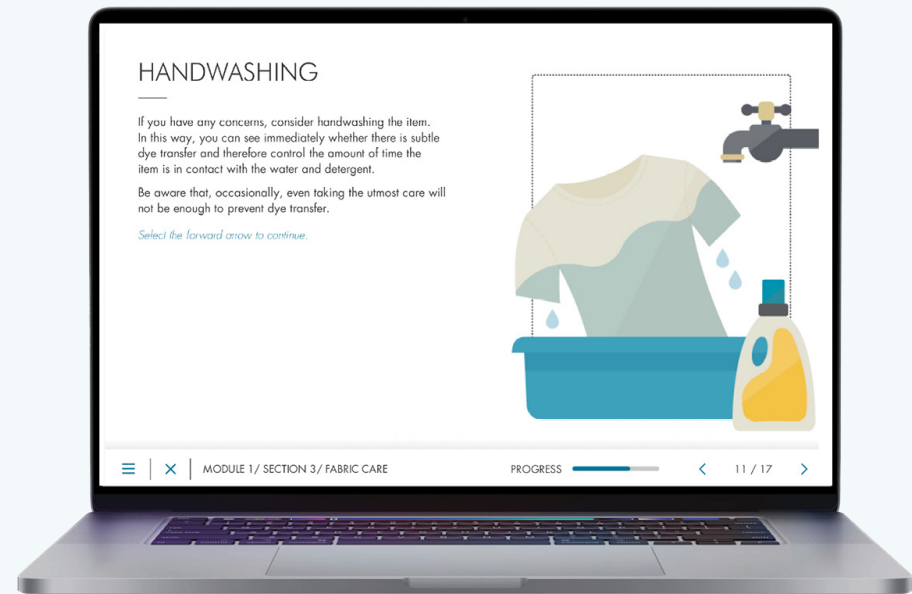 HANDWASHING
If you have any concerns, consider handwashing the item.
In this way, you can see immediately whether there is subtle
dye transfer and therefore control the amount of time the
item is in contact with the water and detergent.
Be aware that, occasionally, even taking the utmost care will
not be enough to prevent dye transfer.
Select the forward arrow to continue.
MODULE 1/ SECTION 3/ FABRIC CARE PROGRESS 11 / 17